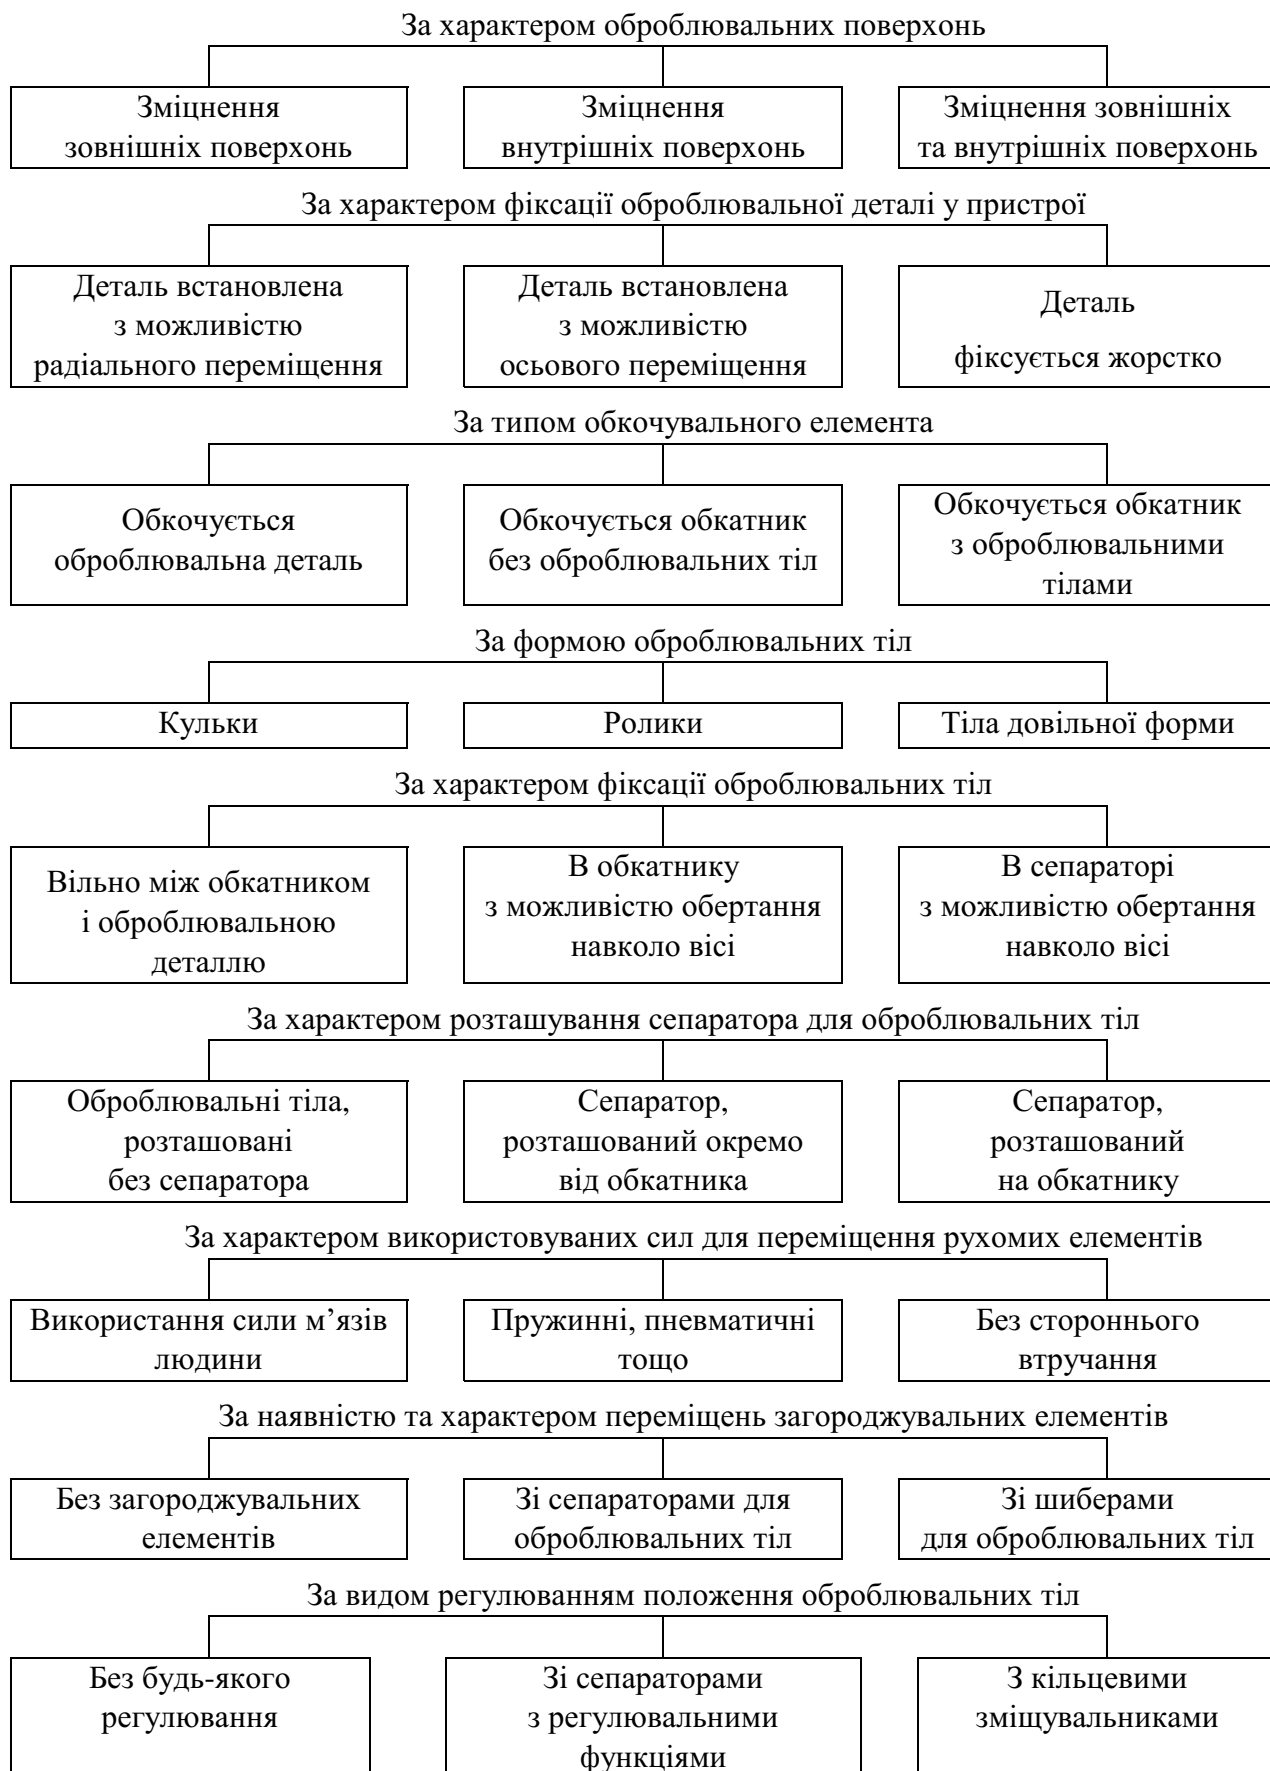 За характером оброблювальних поверхонь
Зміцнення
зовнішніх поверхонь
Зміцнення
внутрішніх поверхонь
Зміцнення зовнішніх
та внутрішніх поверхонь
За характером фіксації оброблювальної деталі у пристрої
Деталь встановлена
з можливістю
радіального переміщення
Деталь встановлена
з можливістю
осьового переміщення
Деталь
фіксується жорстко
За типом обкочувального елемента
Обкочується
оброблювальна деталь
Обкочується обкатник
без оброблювальних тіл
Обкочується обкатник
з оброблювальними
тілами
За формою оброблювальних тіл
Кульки
Ролики
Тіла довільної форми
За характером фіксації оброблювальних тіл
Вільно між обкатником
і оброблювальною
деталлю
В обкатнику
з можливістю обертання
навколо вісі
В сепараторі
з можливістю обертання
навколо вісі
За характером розташування сепаратора для оброблювальних тіл
Оброблювальні тіла,
розташовані
без сепаратора
Сепаратор,
розташований окремо
від обкатника
Сепаратор,
розташований
на обкатнику
За характером використовуваних сил для переміщення рухомих елементів
Використання сили м’язів
людини
Пружинні, пневматичні
тощо
Без стороннього
втручання
За наявністю та характером переміщень загороджувальних елементів
Без загороджувальних
елементів
Зі сепараторами для
оброблювальних тіл
Зі шиберами
для оброблювальних тіл
За видом регулюванням положення оброблювальних тіл
Без будь-якого
регулювання
Зі сепараторами
з регулювальними
функціями
З кільцевими
зміщувальниками